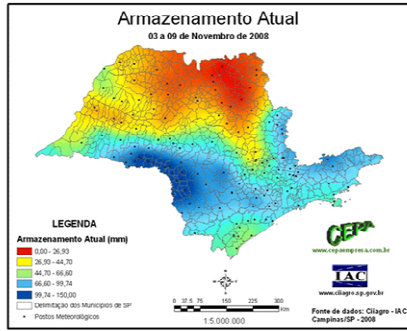 Armazenamento Atual
03 a 09 de Novembro de 2008
LEGENDA
Armazenamento Atual (mm)
0,00 - 26,93
26,93 - 44,70
44,70 - 66,60
66,60 - 99,74
99,74 - 150,00
Delimitação dos Municípios de SP
Postos Meteorológicos
CEPA
www.cepaempresa.com.br
IAC
www.ciiagro.sp.gov.br
0 37,5 75 150 225 300
Km
1:5 000 000
Fonte de dados: Ciiagro - IAC
Campinas/SP - 2008